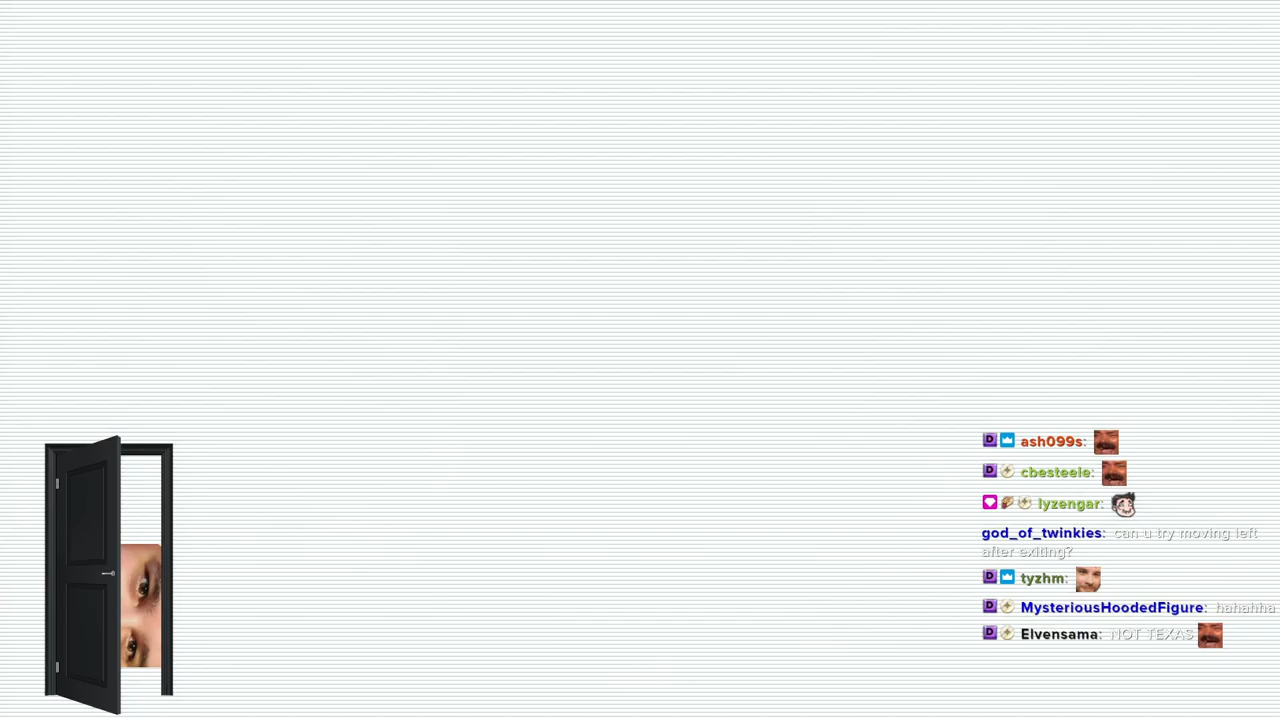 D ash099s:
D cbesteele:
lyzengar:
god_of_twinkies: can u try moving left
after exiting?
D tyzhm:
D MysteriousHoodedFigure: hahahha
D Elvensama: NOT TEXAS